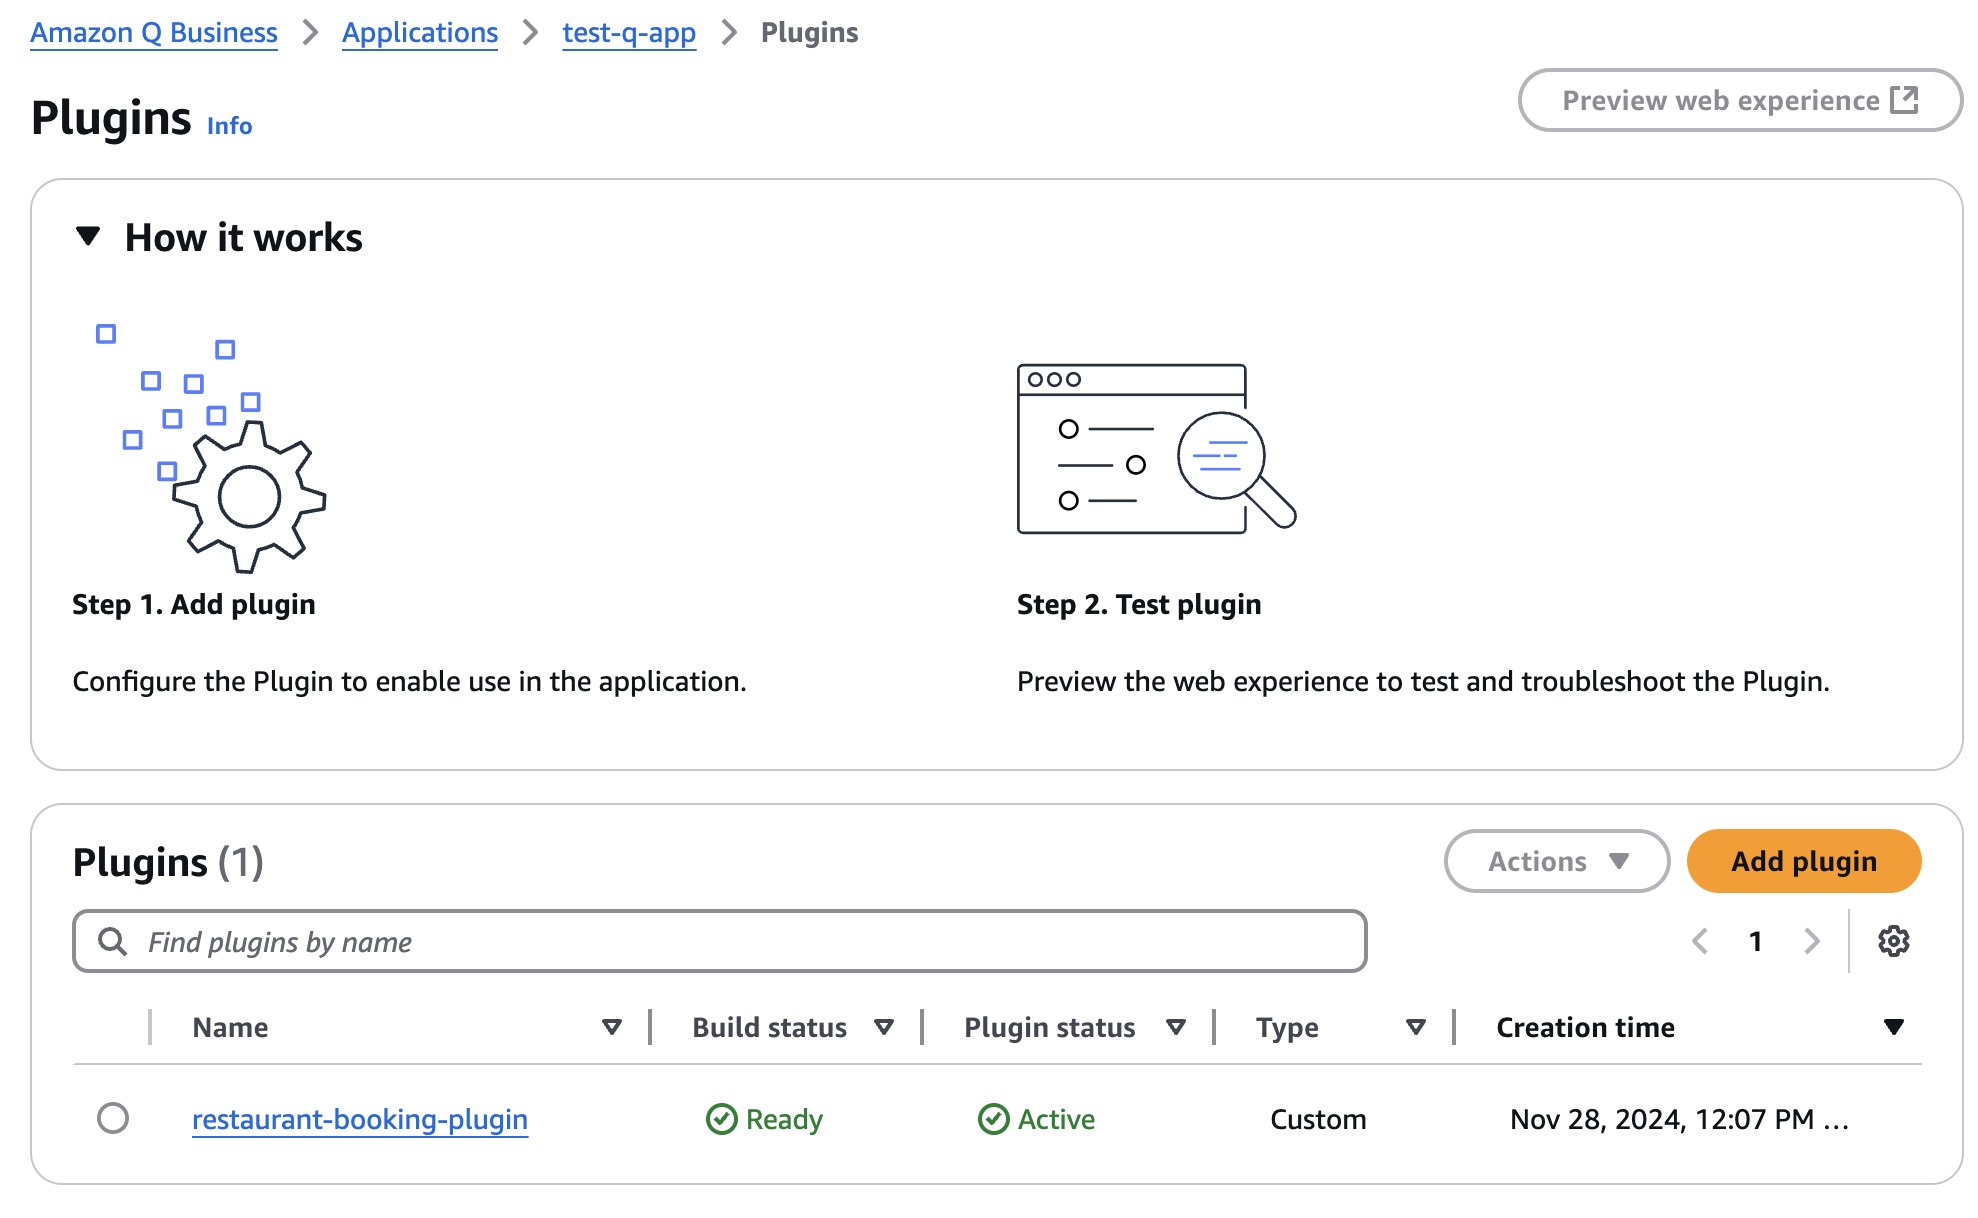 Amazon Q Business > Applications > test-q-app > Plugins
Plugins Info
Preview web experience
How it works
Step 1. Add plugin
Configure the Plugin to enable use in the application.
Step 2. Test plugin
Preview the web experience to test and troubleshoot the Plugin.
Plugins (1)
Actions
Add plugin
Find plugins by name
1
Name Build status Plugin status Type Creation time
restaurant-booking-plugin Ready Active Custom Nov 28, 2024, 12:07 PM ...